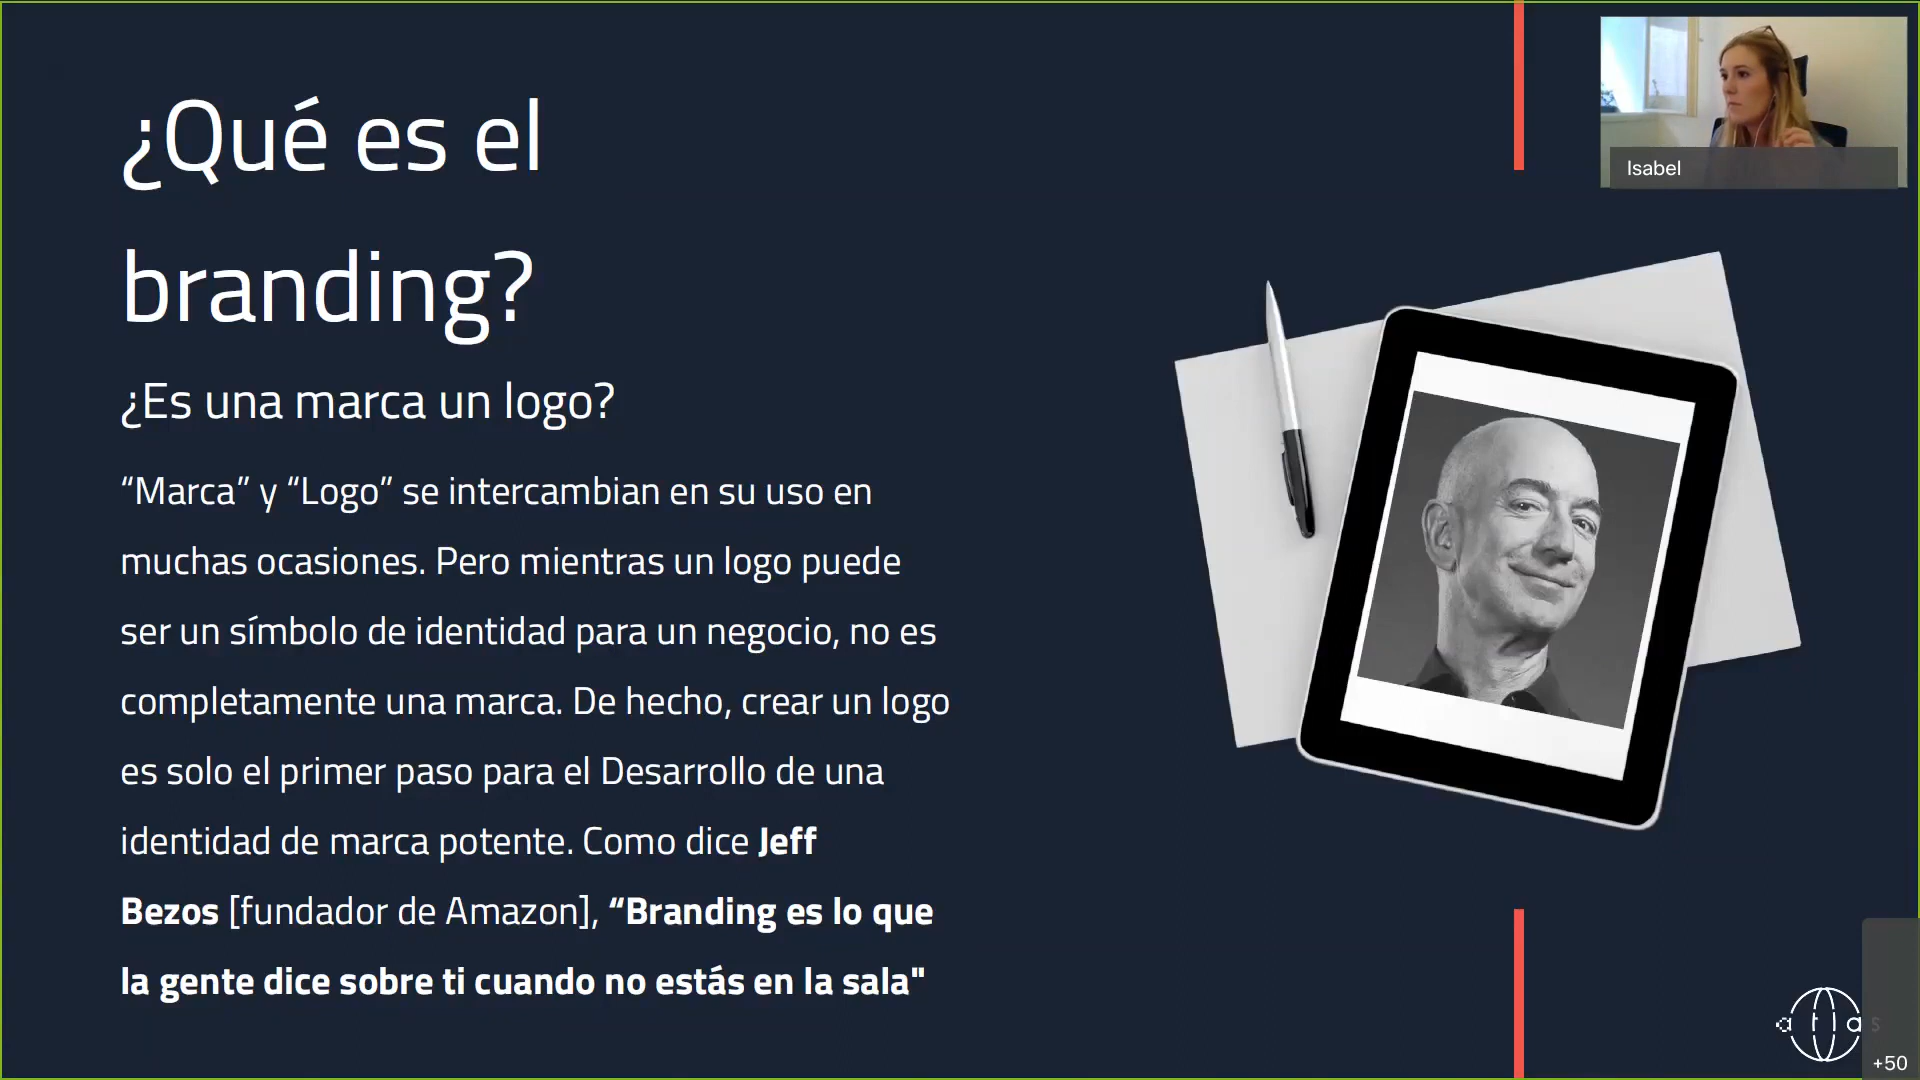 ¿Qué es el
branding?
¿Es una marca un logo?
“Marca” y “Logo” se intercambian en su uso en
muchas ocasiones. Pero mientras un logo puede
ser un símbolo de identidad para un negocio, no es
completamente una marca. De hecho, crear un logo
es solo el primer paso para el Desarrollo de una
identidad de marca potente. Como dice Jeff
Bezos [fundador de Amazon], “Branding es lo que
la gente dice sobre ti cuando no estás en la sala"
Isabel
atlas
+50